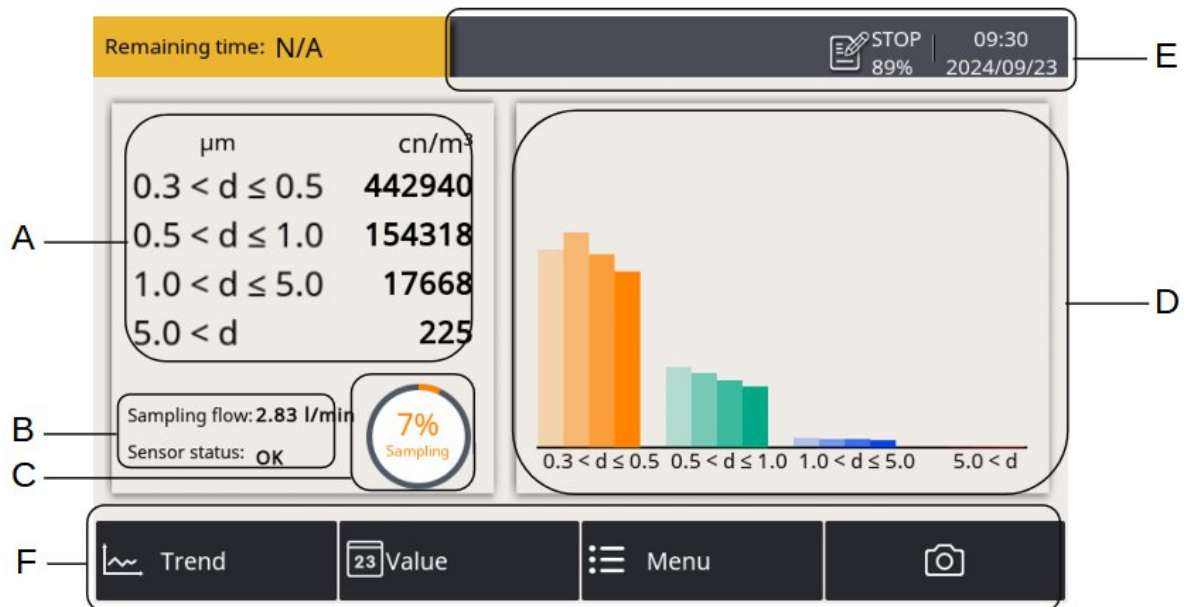 Remaining time: N/A
STOP 09:30
89% 2024/09/23
E
µm cn/m³
0.3 < d ≤ 0.5 442940
A
0.5 < d ≤ 1.0 154318
1.0 < d ≤ 5.0 17668
D
5.0 < d 225
B
Sampling flow: 2.83 l/min
Sensor status: OK
C
7%
Sampling
0.3 < d ≤ 0.5 0.5 < d ≤ 1.0 1.0 < d ≤ 5.0 5.0 < d
F
Trend 23 Value Menu